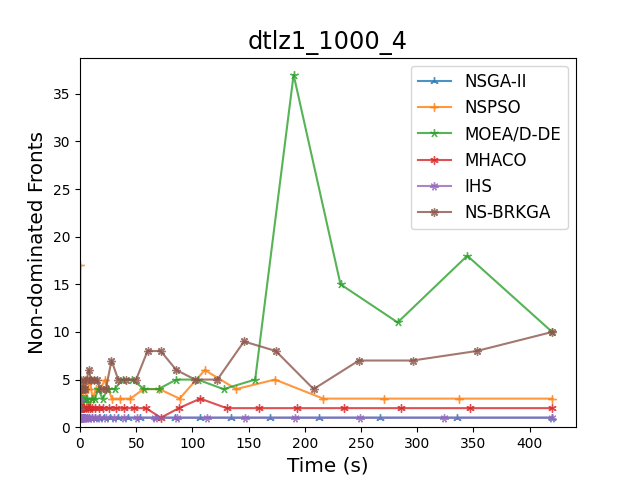 dtlz1_1000_4
Non-dominated Fronts
35
30
25
20
15
10
5
0
0 50 100 150 200 250 300 350 400
Time (s)
NSGA-II
NSPSO
MOEA/D-DE
MHACO
IHS
NS-BRKGA